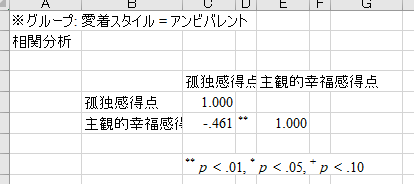 A B C D E F G
※グループ: 愛着スタイル = アンビバレント
相関分析
孤独感得点 主観的幸福感得点
孤独感得点 1.000
主観的幸福感得 -.461 ** 1.000
** p < .01, * p < .05, + p < .10